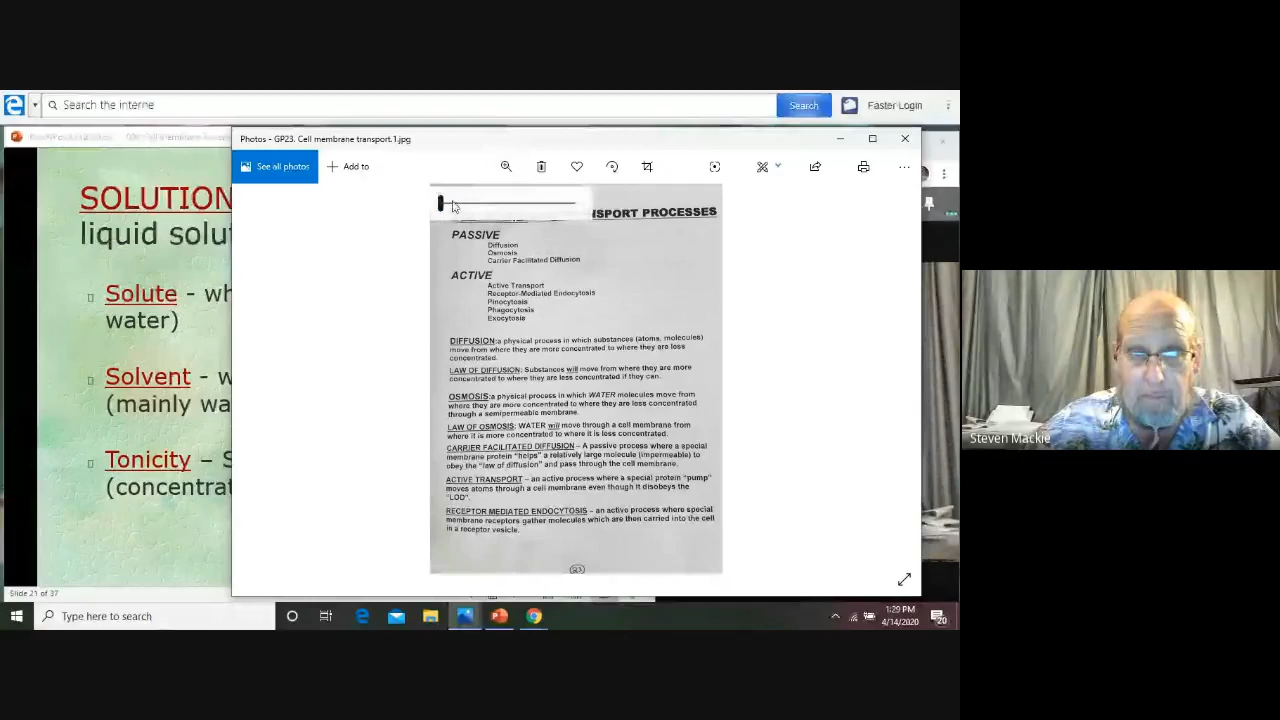 Search the interne
Search
Faster Login
Photos - GP23. Cell membrane transport.1.jpg
See all photos
Add to
SOLUTION
liquid solu
Solute - wh
water)
Solvent - w
(mainly wa
Tonicity – S
(concentrat
NSPORT PROCESSES
PASSIVE
Diffusion
Osmosis
Carrier Facilitated Diffusion
ACTIVE
Active Transport
Receptor-Mediated Endocytosis
Pinocytosis
Phagocytosis
Exocytosis
DIFFUSION:a physical process in which substances (atoms, molecules)
move from where they are more concentrated to where they are less
concentrated.
LAW OF DIFFUSION: Substances will move from where they are more
concentrated to where they are less concentrated if they can.
OSMOSIS:a physical process in which WATER molecules move from
where they are more concentrated to where they are less concentrated
through a semipermeable membrane.
LAW OF OSMOSIS: WATER will move through a cell membrane from
where it is more concentrated to where it is less concentrated.
CARRIER FACILITATED DIFFUSION – A passive process where a special
membrane protein "helps" a relatively large molecule (impermeable) to
obey the "law of diffusion" and pass through the cell membrane.
ACTIVE TRANSPORT – an active process where a special protein "pump"
moves atoms through a cell membrane even though it disobeys the
"LOD".
RECEPTOR MEDIATED ENDOCYTOSIS – an active process where special
membrane receptors gather molecules which are then carried into the cell
in a receptor vesicle.
Slide 21 of 37
Type here to search
1:29 PM
4/14/2020
20
Steven Mackie